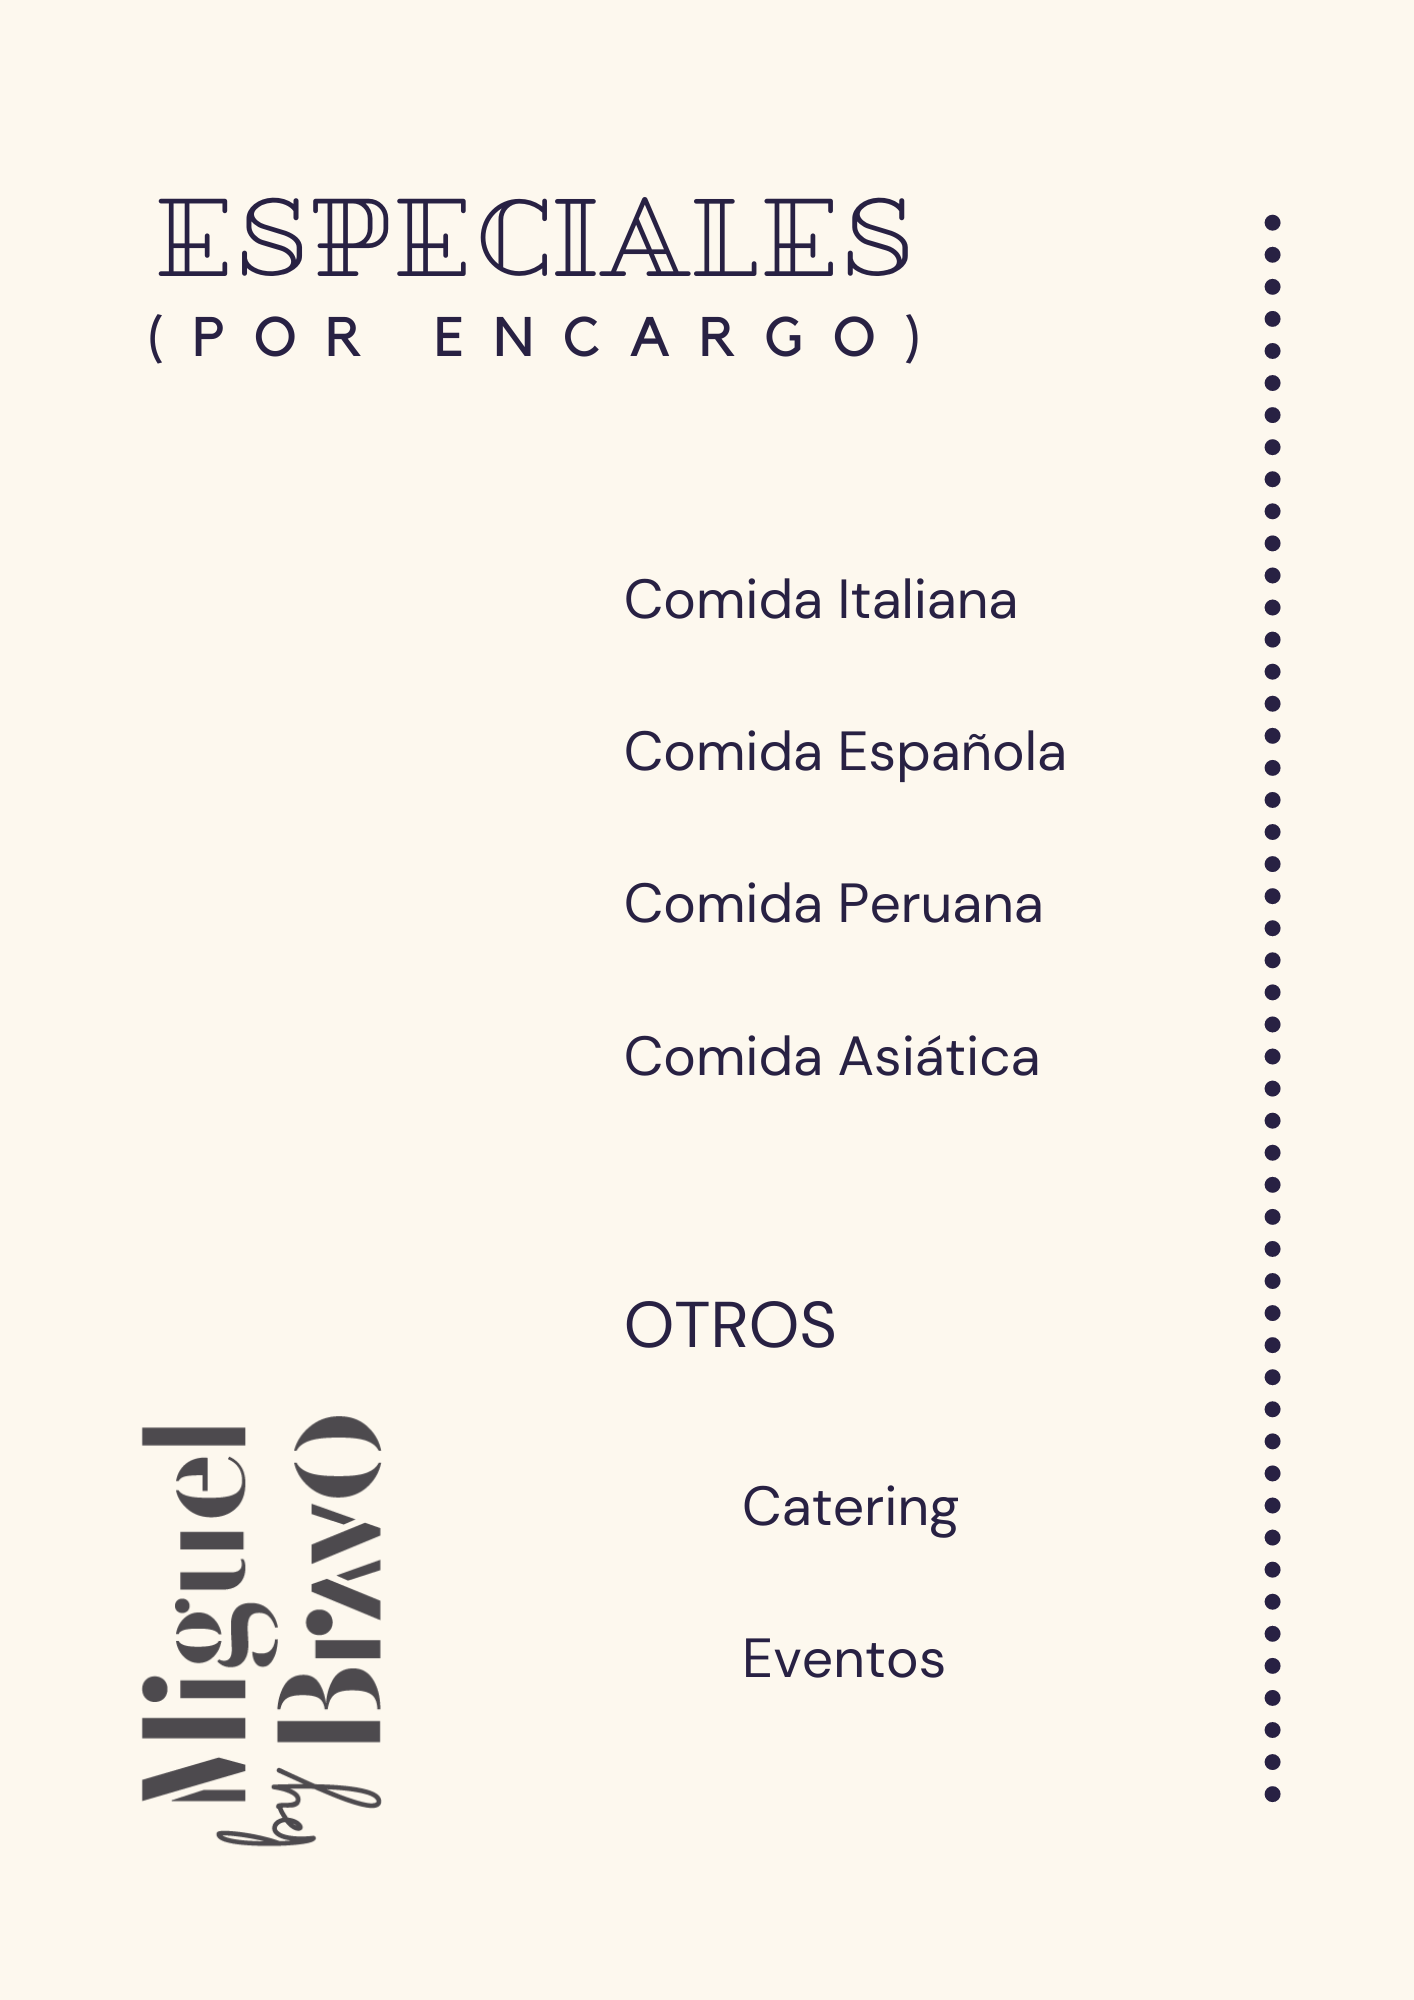 ESPECIALES
(POR ENCARGO)
Comida Italiana
Comida Española
Comida Peruana
Comida Asiática
OTROS
Catering
Eventos
Miguel
by Bravo